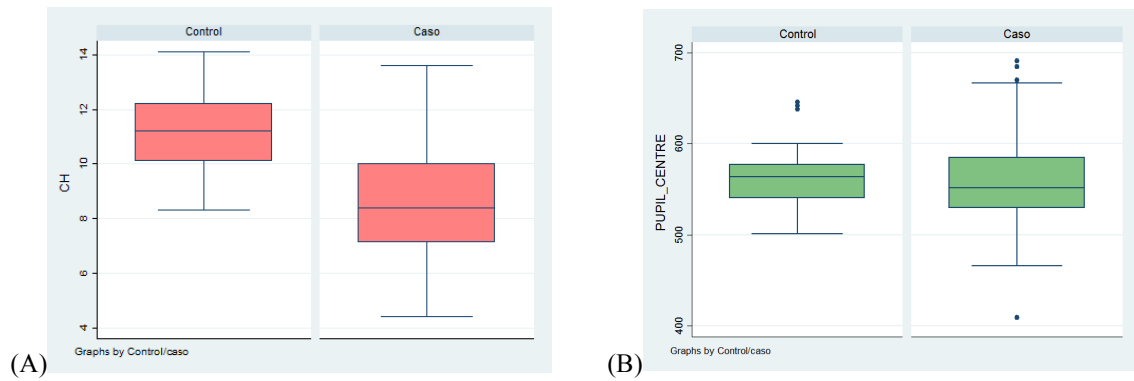 Control Caso
14
12
10
8
6
4
CH
Graphs by Control/caso
(A)
Control Caso
700
600
500
400
PUPIL_CENTRE
Graphs by Control/caso
(B)